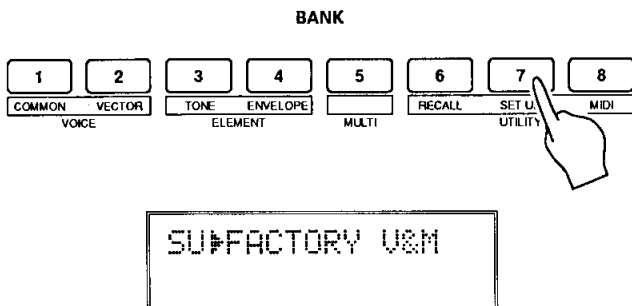 BANK
1 2 3 4 5 6 7 8
COMMON VECTOR TONE ENVELOPE RECALL SET U MIDI
VOICE ELEMENT MULTI UTILITY
SU▶FACTORY V&M